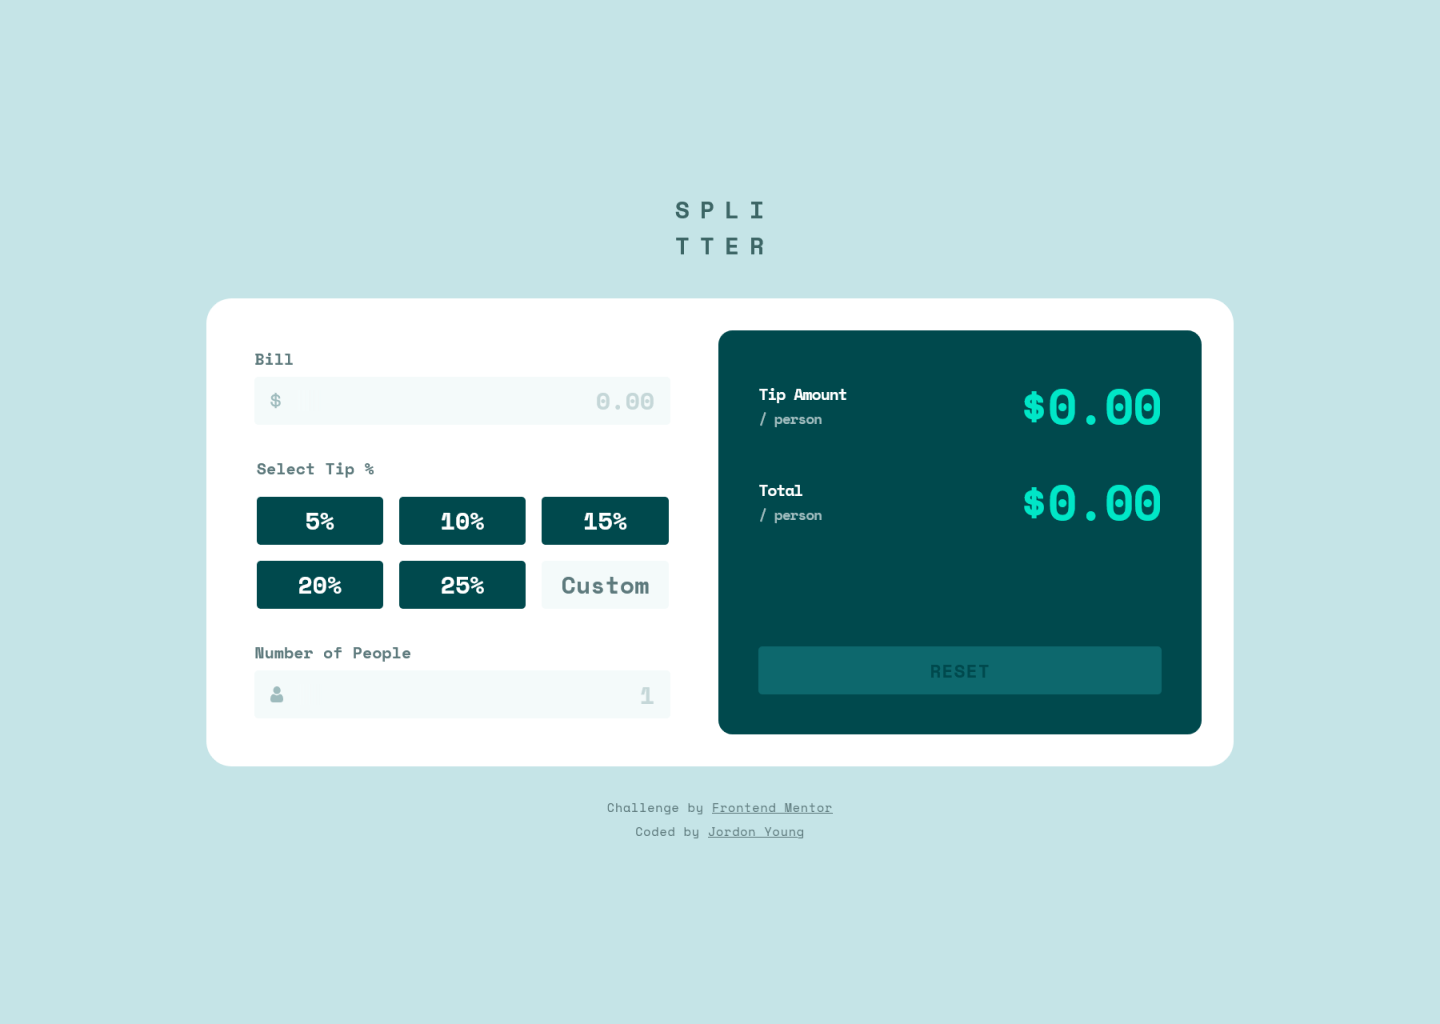 SPLI
TTER
Bill
$ 0.00
Select Tip %
5% 10% 15%
20% 25% Custom
Number of People
1
Tip Amount
/ person
$0.00
Total
/ person
$0.00
RESET
Challenge by Frontend Mentor
Coded by Jordon Young